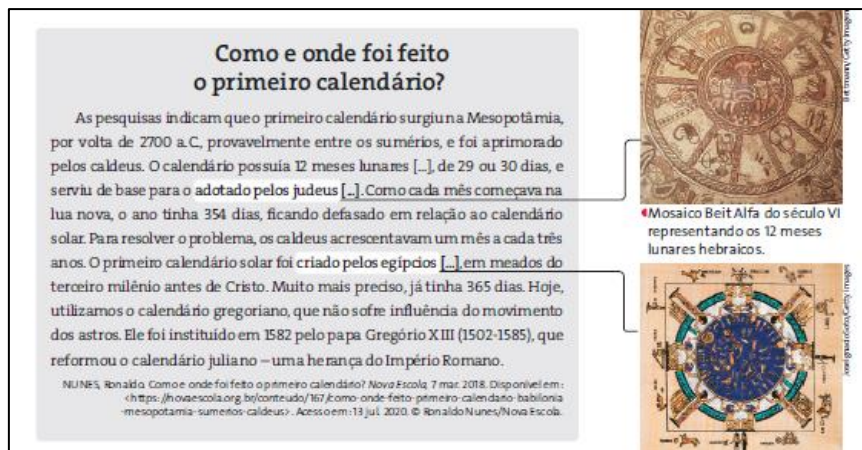 Como e onde foi feito
o primeiro calendário?
As pesquisas indicam que o primeiro calendário surgiu na Mesopotâmia,
por volta de 2700 a.C., provavelmente entre os sumérios, e foi aprimorado
pelos caldeus. O calendário possuía 12 meses lunares [...], de 29 ou 30 dias, e
serviu de base para o adotado pelos judeus [...]. Como cada mês começava na
lua nova, o ano tinha 354 dias, ficando defasado em relação ao calendário
solar. Para resolver o problema, os caldeus acrescentavam um mês a cada três
anos. O primeiro calendário solar foi criado pelos egípcios [...], em meados do
terceiro milênio antes de Cristo. Muito mais preciso, já tinha 365 dias. Hoje,
utilizamos o calendário gregoriano, que não sofre influência do movimento
dos astros. Ele foi instituído em 1582 pelo papa Gregório XIII (1502-1585), que
reformou o calendário juliano – uma herança do Império Romano.
NUNES, Ronaldo. Como e onde foi feito o primeiro calendário? Nova Escola, 7 mar. 2018. Disponível em:
<https://novaescola.org.br/conteudo/167/como-onde-feito-primeiro-calendario-babilonia
-mesopotamia-sumerios-caldeus>. Acesso em: 13 jul. 2020. © Ronaldo Nunes/Nova Escola.
Mosaico Beit Alfa do século VI
representando os 12 meses
lunares hebraicos.